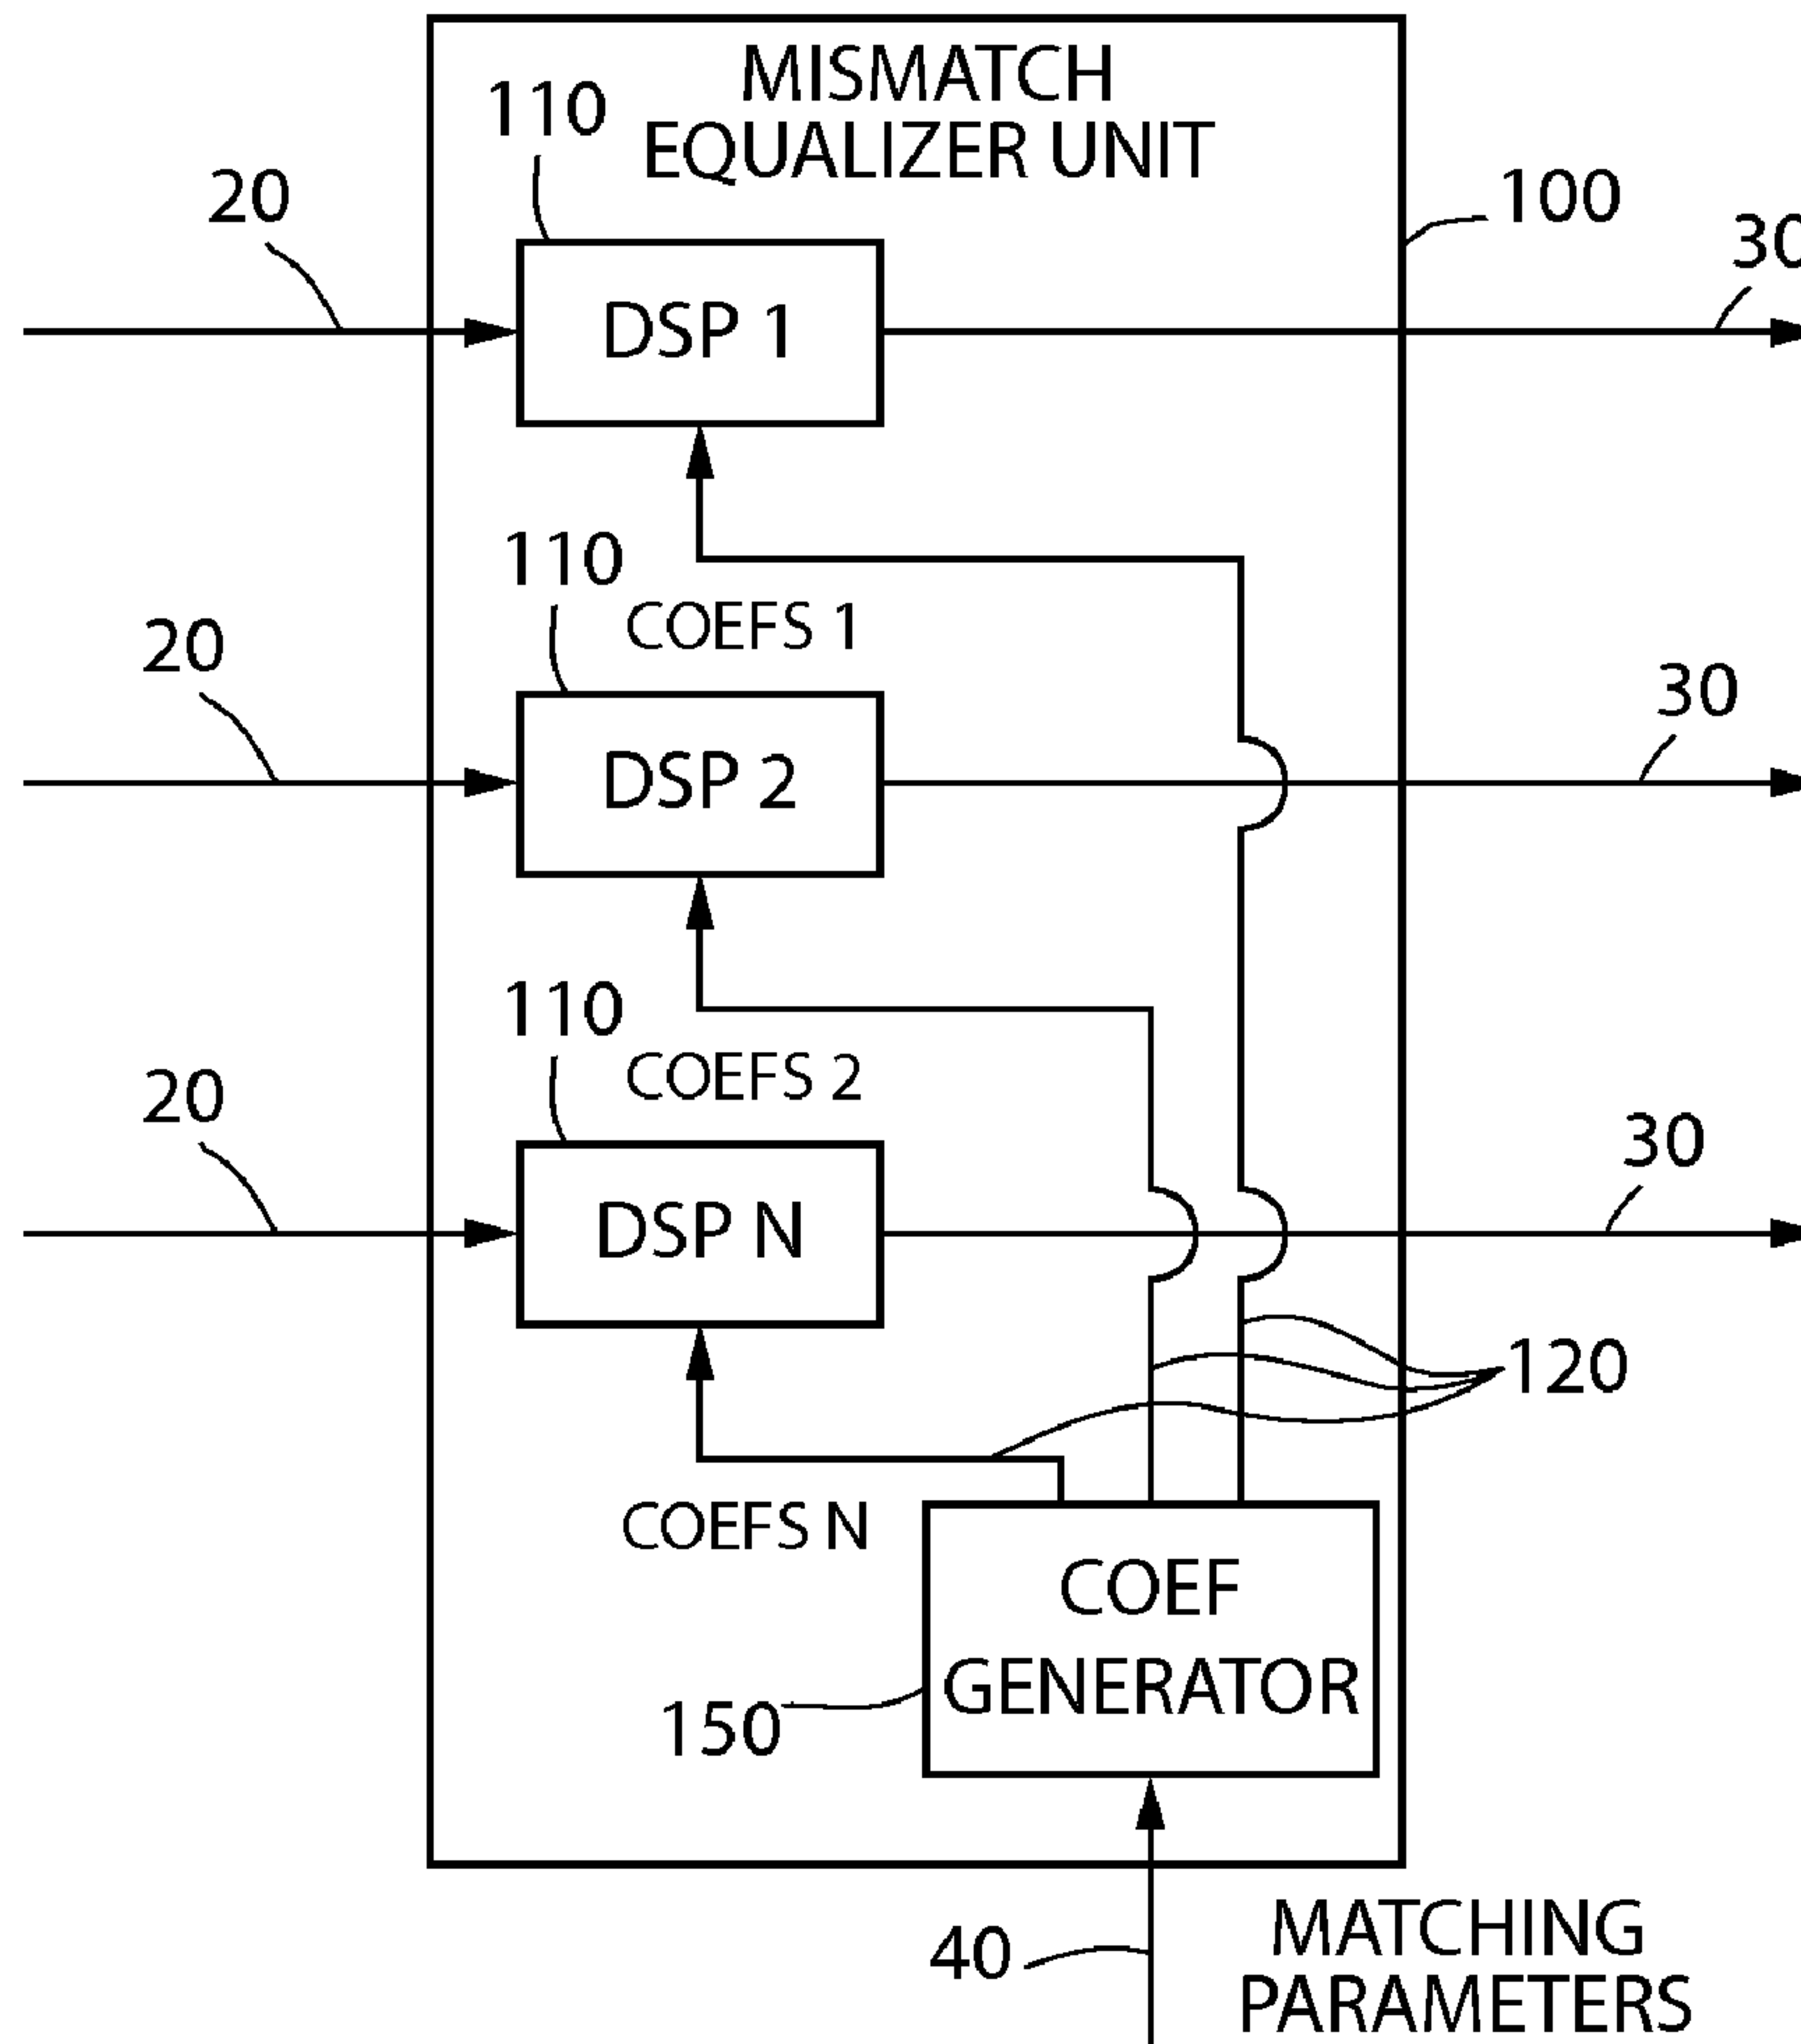 MISMATCH
EQUALIZER UNIT
110
20
100
30
DSP 1
110
COEFS 1
20
30
DSP 2
110
COEFS 2
20
30
DSP N
120
COEFS N
COEF
GENERATOR
150
40
MATCHING
PARAMETERS